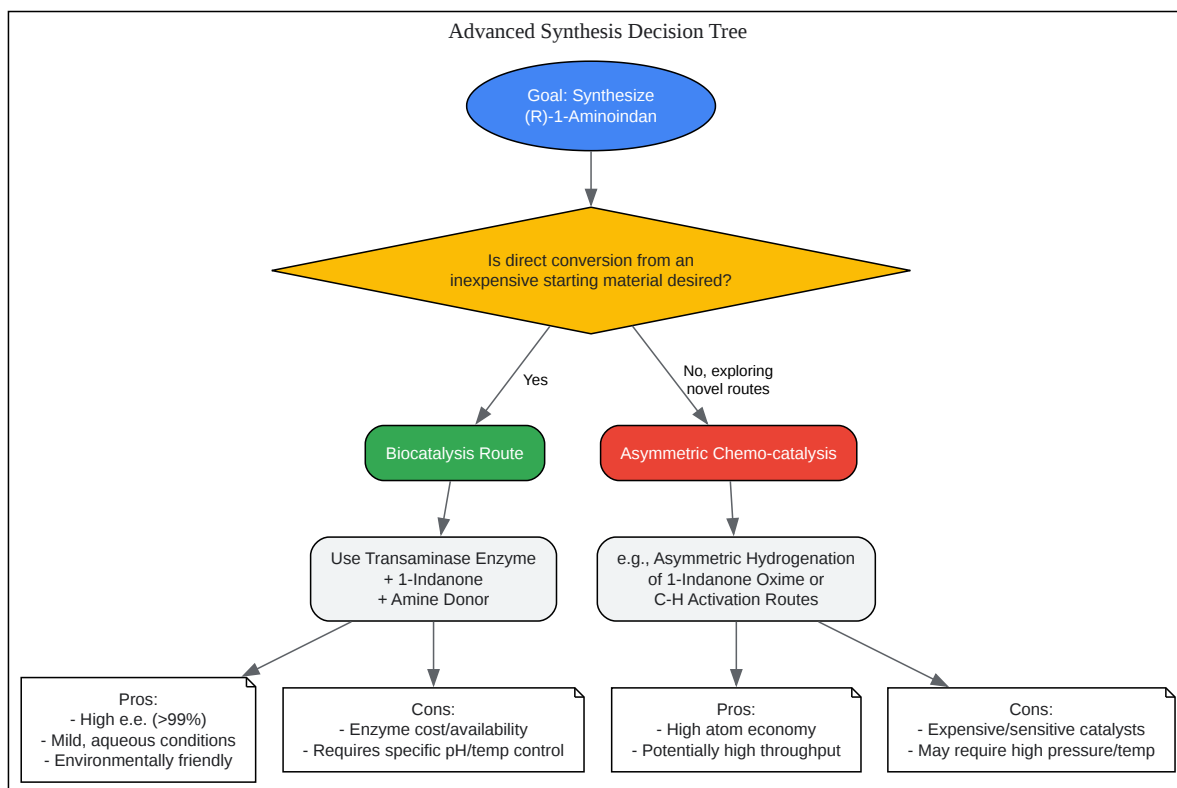 Advanced Synthesis Decision Tree
Goal: Synthesize
(R)-1-Aminoindan
Is direct conversion from an
inexpensive starting material desired?
Yes
No, exploring
novel routes
Biocatalysis Route
Asymmetric Chemo-catalysis
Use Transaminase Enzyme
+ 1-Indanone
+ Amine Donor
e.g., Asymmetric Hydrogenation
of 1-Indanone Oxime or
C-H Activation Routes
Pros:
- High e.e. (>99%)
- Mild, aqueous conditions
- Environmentally friendly
Cons:
- Enzyme cost/availability
- Requires specific pH/temp control
Pros:
- High atom economy
- Potentially high throughput
Cons:
- Expensive/sensitive catalysts
- May require high pressure/temp